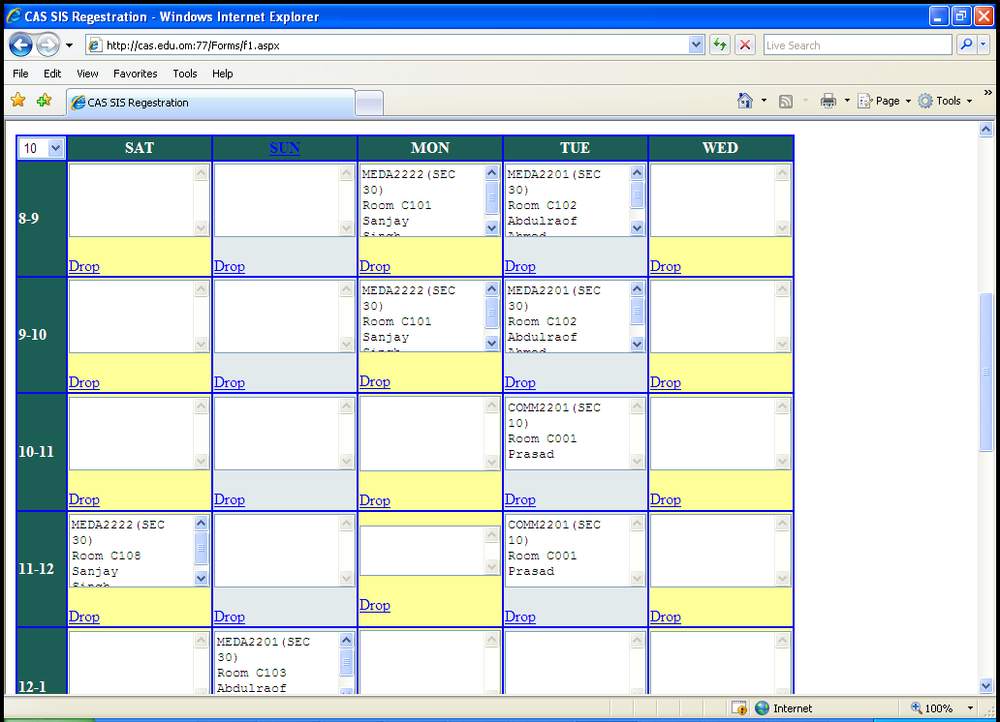 CAS SIS Regestration - Windows Internet Explorer
http://cas.edu.om:77/Forms/f1.aspx
Live Search
File Edit View Favorites Tools Help
CAS SIS Regestration
Page Tools »
10 SAT SUN MON TUE WED
8-9
MEDA2222(SEC
30)
Room C101
Sanjay
Singh
MEDA2201(SEC
30)
Room C102
Abdulraof
Ahmed
Drop Drop Drop Drop Drop
9-10
MEDA2222(SEC
30)
Room C101
Sanjay
Singh
MEDA2201(SEC
30)
Room C102
Abdulraof
Ahmed
Drop Drop Drop Drop Drop
10-11
COMM2201(SEC
10)
Room C001
Prasad
Drop Drop Drop Drop Drop
11-12
MEDA2222(SEC
30)
Room C108
Sanjay
Singh
COMM2201(SEC
10)
Room C001
Prasad
Drop Drop Drop Drop Drop
12-1
MEDA2201(SEC
30)
Room C103
Abdulraof
Internet 100%